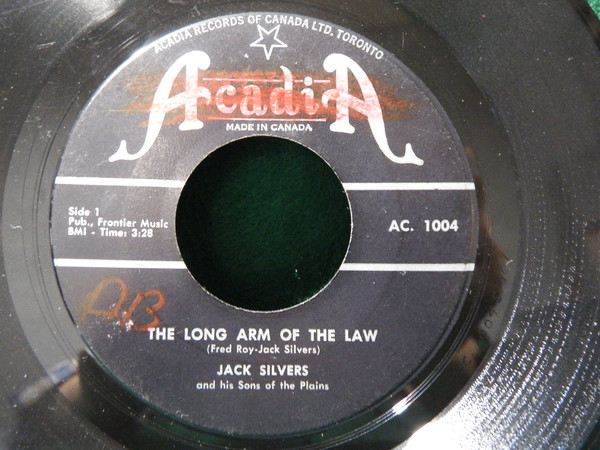 ACADIA RECORDS OF CANADA LTD. TORONTO
AcadiA
MADE IN CANADA
Side 1
Pub., Frontier Music
BMI - Time: 3:28
AC. 1004
DB
THE LONG ARM OF THE LAW
(Fred Roy-Jack Silvers)
JACK SILVERS
and his Sons of the Plains